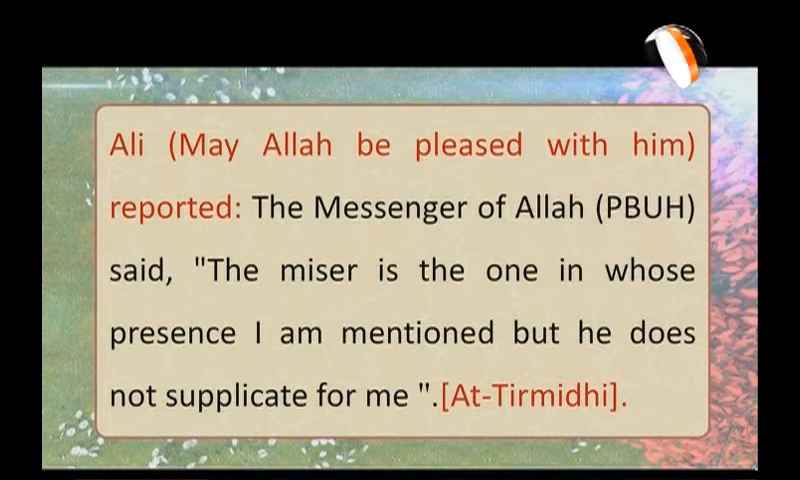 Ali (May Allah be pleased with him)
reported: The Messenger of Allah (PBUH)
said, "The miser is the one in whose
presence I am mentioned but he does
not supplicate for me ".[At-Tirmidhi].